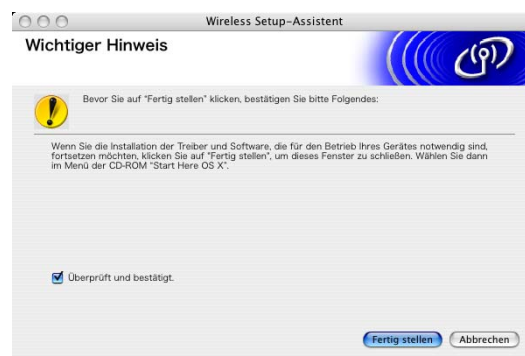 Wireless Setup-Assistent
Wichtiger Hinweis
Bevor Sie auf "Fertig stellen" klicken, bestätigen Sie bitte Folgendes:
Wenn Sie die Installation der Treiber und Software, die für den Betrieb Ihres Gerätes notwendig sind,
fortsetzen möchten, klicken Sie auf "Fertig stellen", um dieses Fenster zu schließen. Wählen Sie dann
im Menü der CD-ROM "Start Here OS X".
Überprüft und bestätigt.
Fertig stellen
Abbrechen